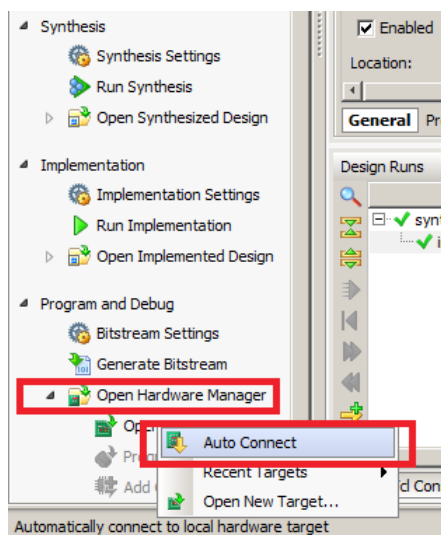 Synthesis
Synthesis Settings
Run Synthesis
Open Synthesized Design
Implementation
Implementation Settings
Run Implementation
Open Implemented Design
Program and Debug
Bitstream Settings
Generate Bitstream
Open Hardware Manager
Auto Connect
Recent Targets
Open New Target...
Add
Automatically connect to local hardware target
Enabled
Location:
General
Design Runs